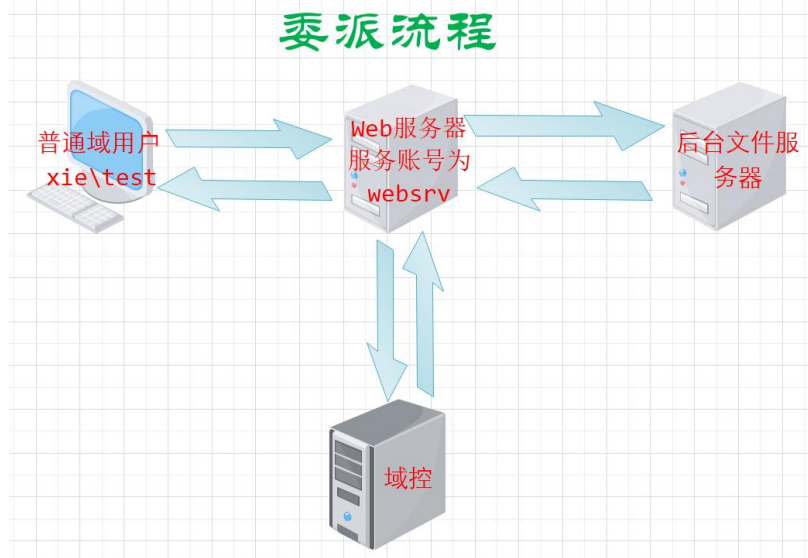 委派流程
普通域用户
xie\test
Web服务器
服务账号为
websrv
后台文件服
务器
域控